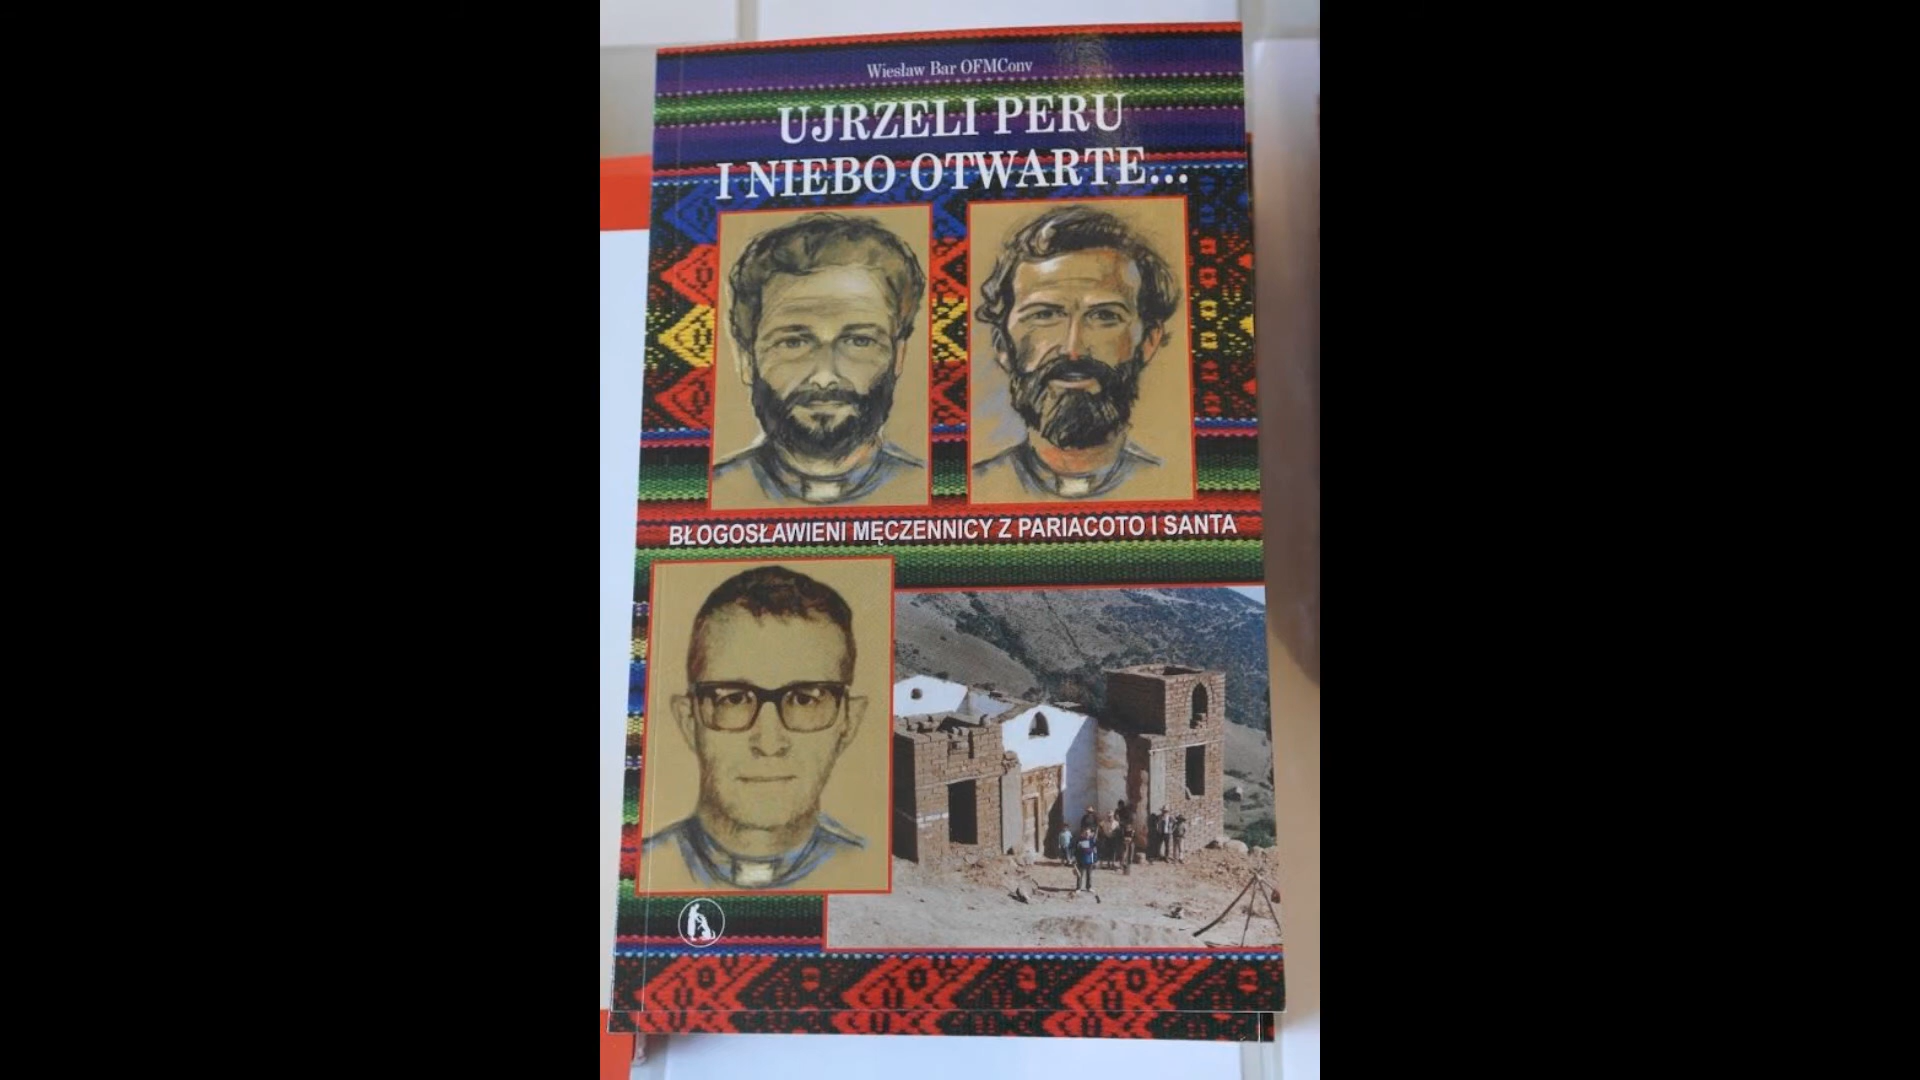 Wiesław Bar OFMConv
UJRZELI PERU
I NIEBO OTWARTE...
BŁOGOSŁAWIENI MĘCZENNICY Z PARIACOTO I SANTA